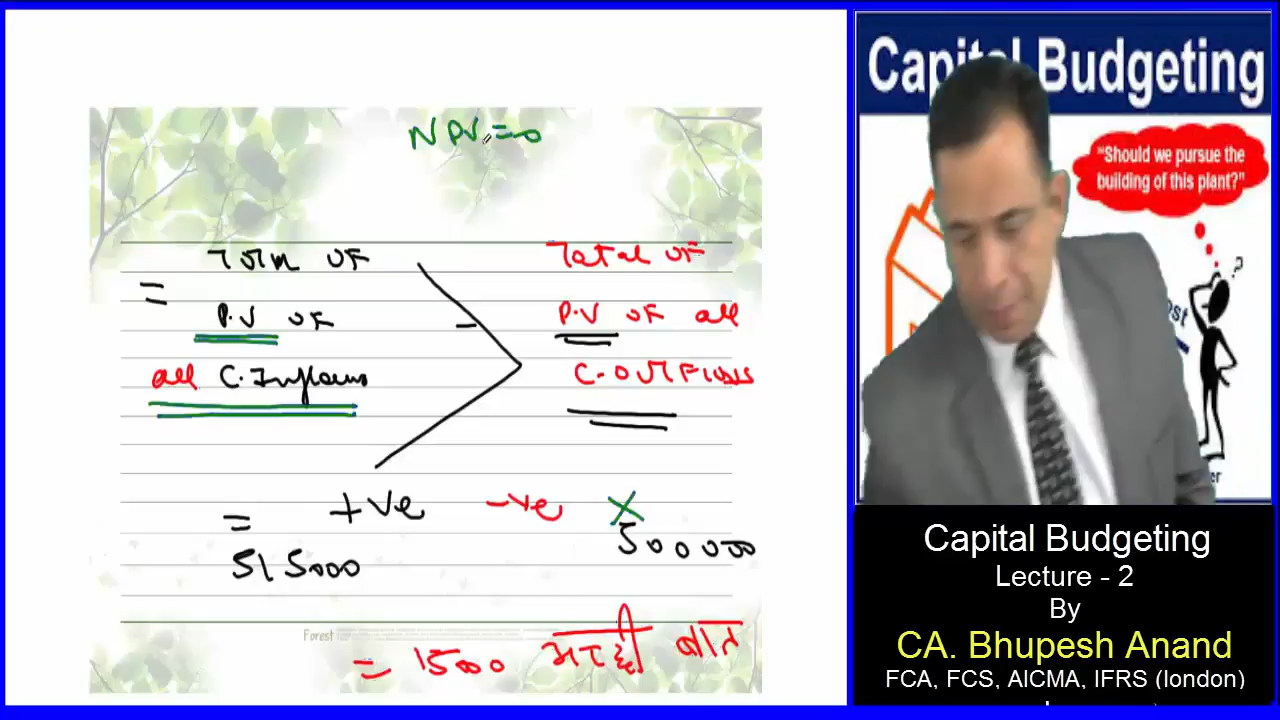 NPV=0
Total OF
=
P.V OF
all C.Inflows
-
Total OF
P.V OF all
C-OUTFlows
= +ve -ve X
515000
500000
Forest
= 15000
Capital Budgeting
"Should we pursue the
building of this plant?"
?
Capital Budgeting
Lecture - 2
By
CA. Bhupesh Anand
FCA, FCS, AICMA, IFRS (london)